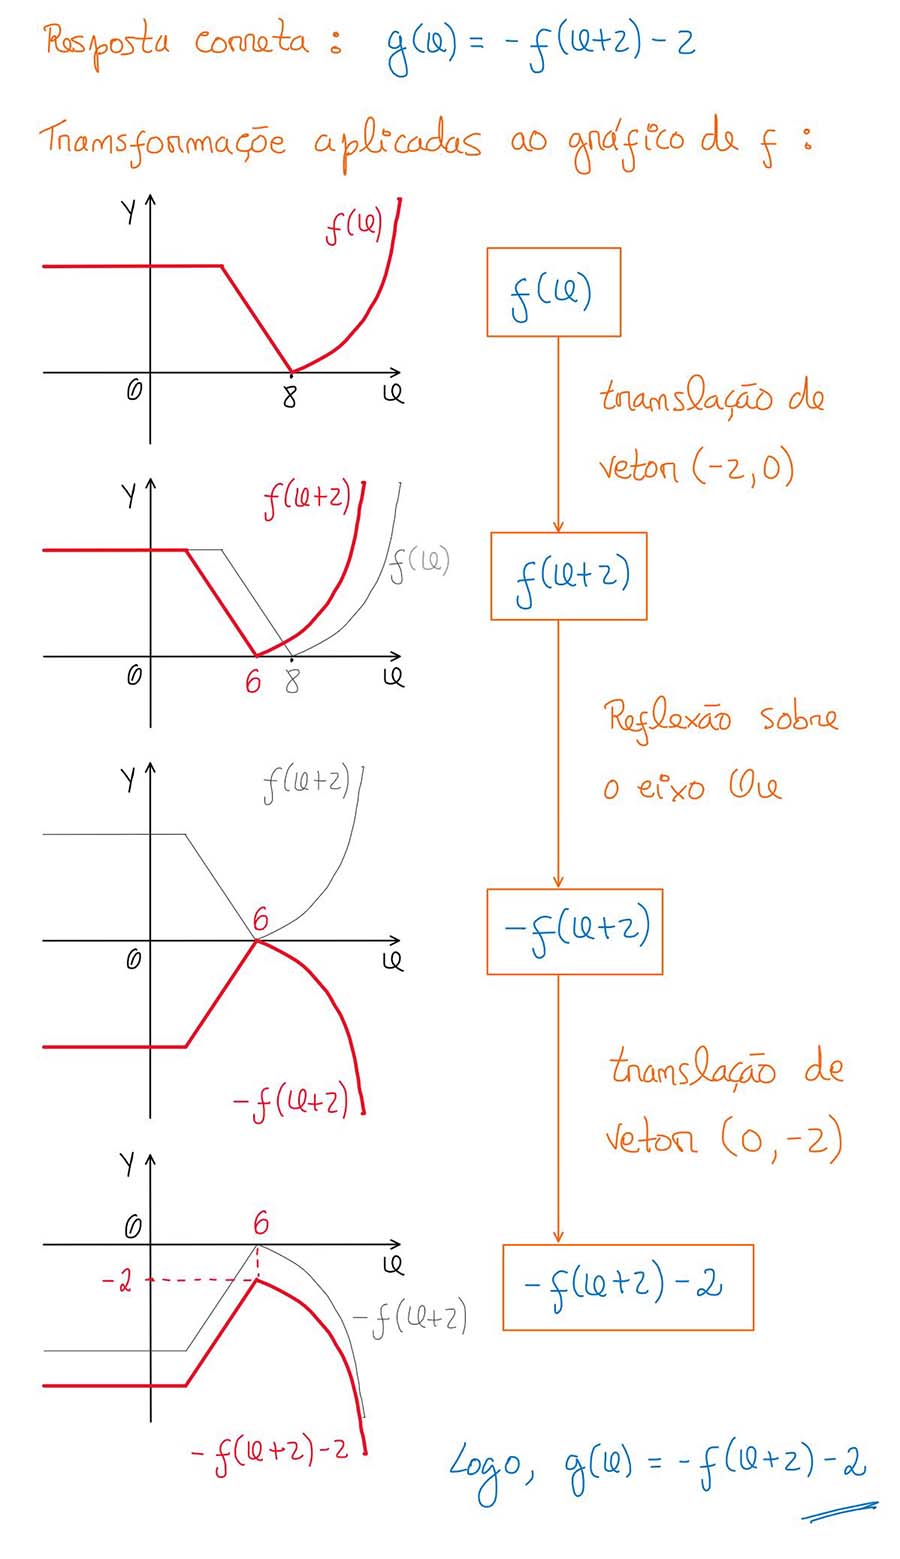 Resposta correta : g(x) = -f(x+2) - 2
Transformaçõe aplicadas ao gráfico de f :
y
f(x)
0
8
x
f(x)
translação de
vetor (-2,0)
y
f(x+2)
f(x)
0
6
8
x
f(x+2)
Reflexão sobre
o eixo Ox
y
f(x+2)
6
0
x
-f(x+2)
-f(x+2)
translação de
vetor (0,-2)
y
0
6
x
-2
-f(x+2)
-f(x+2)-2
-f(x+2)-2
Logo, g(x) = -f(x+2)-2